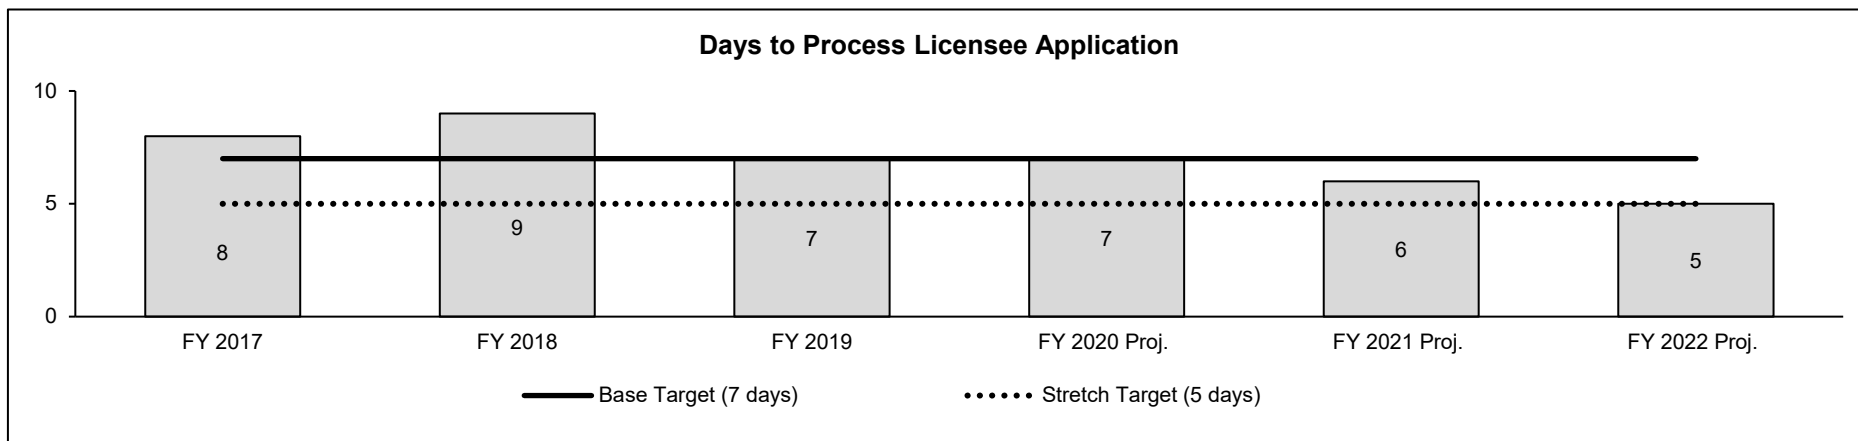 Days to Process Licensee Application
10
5
0
8
9
7
7
6
5
FY 2017
FY 2018
FY 2019
FY 2020 Proj.
FY 2021 Proj.
FY 2022 Proj.
Base Target (7 days)
Stretch Target (5 days)